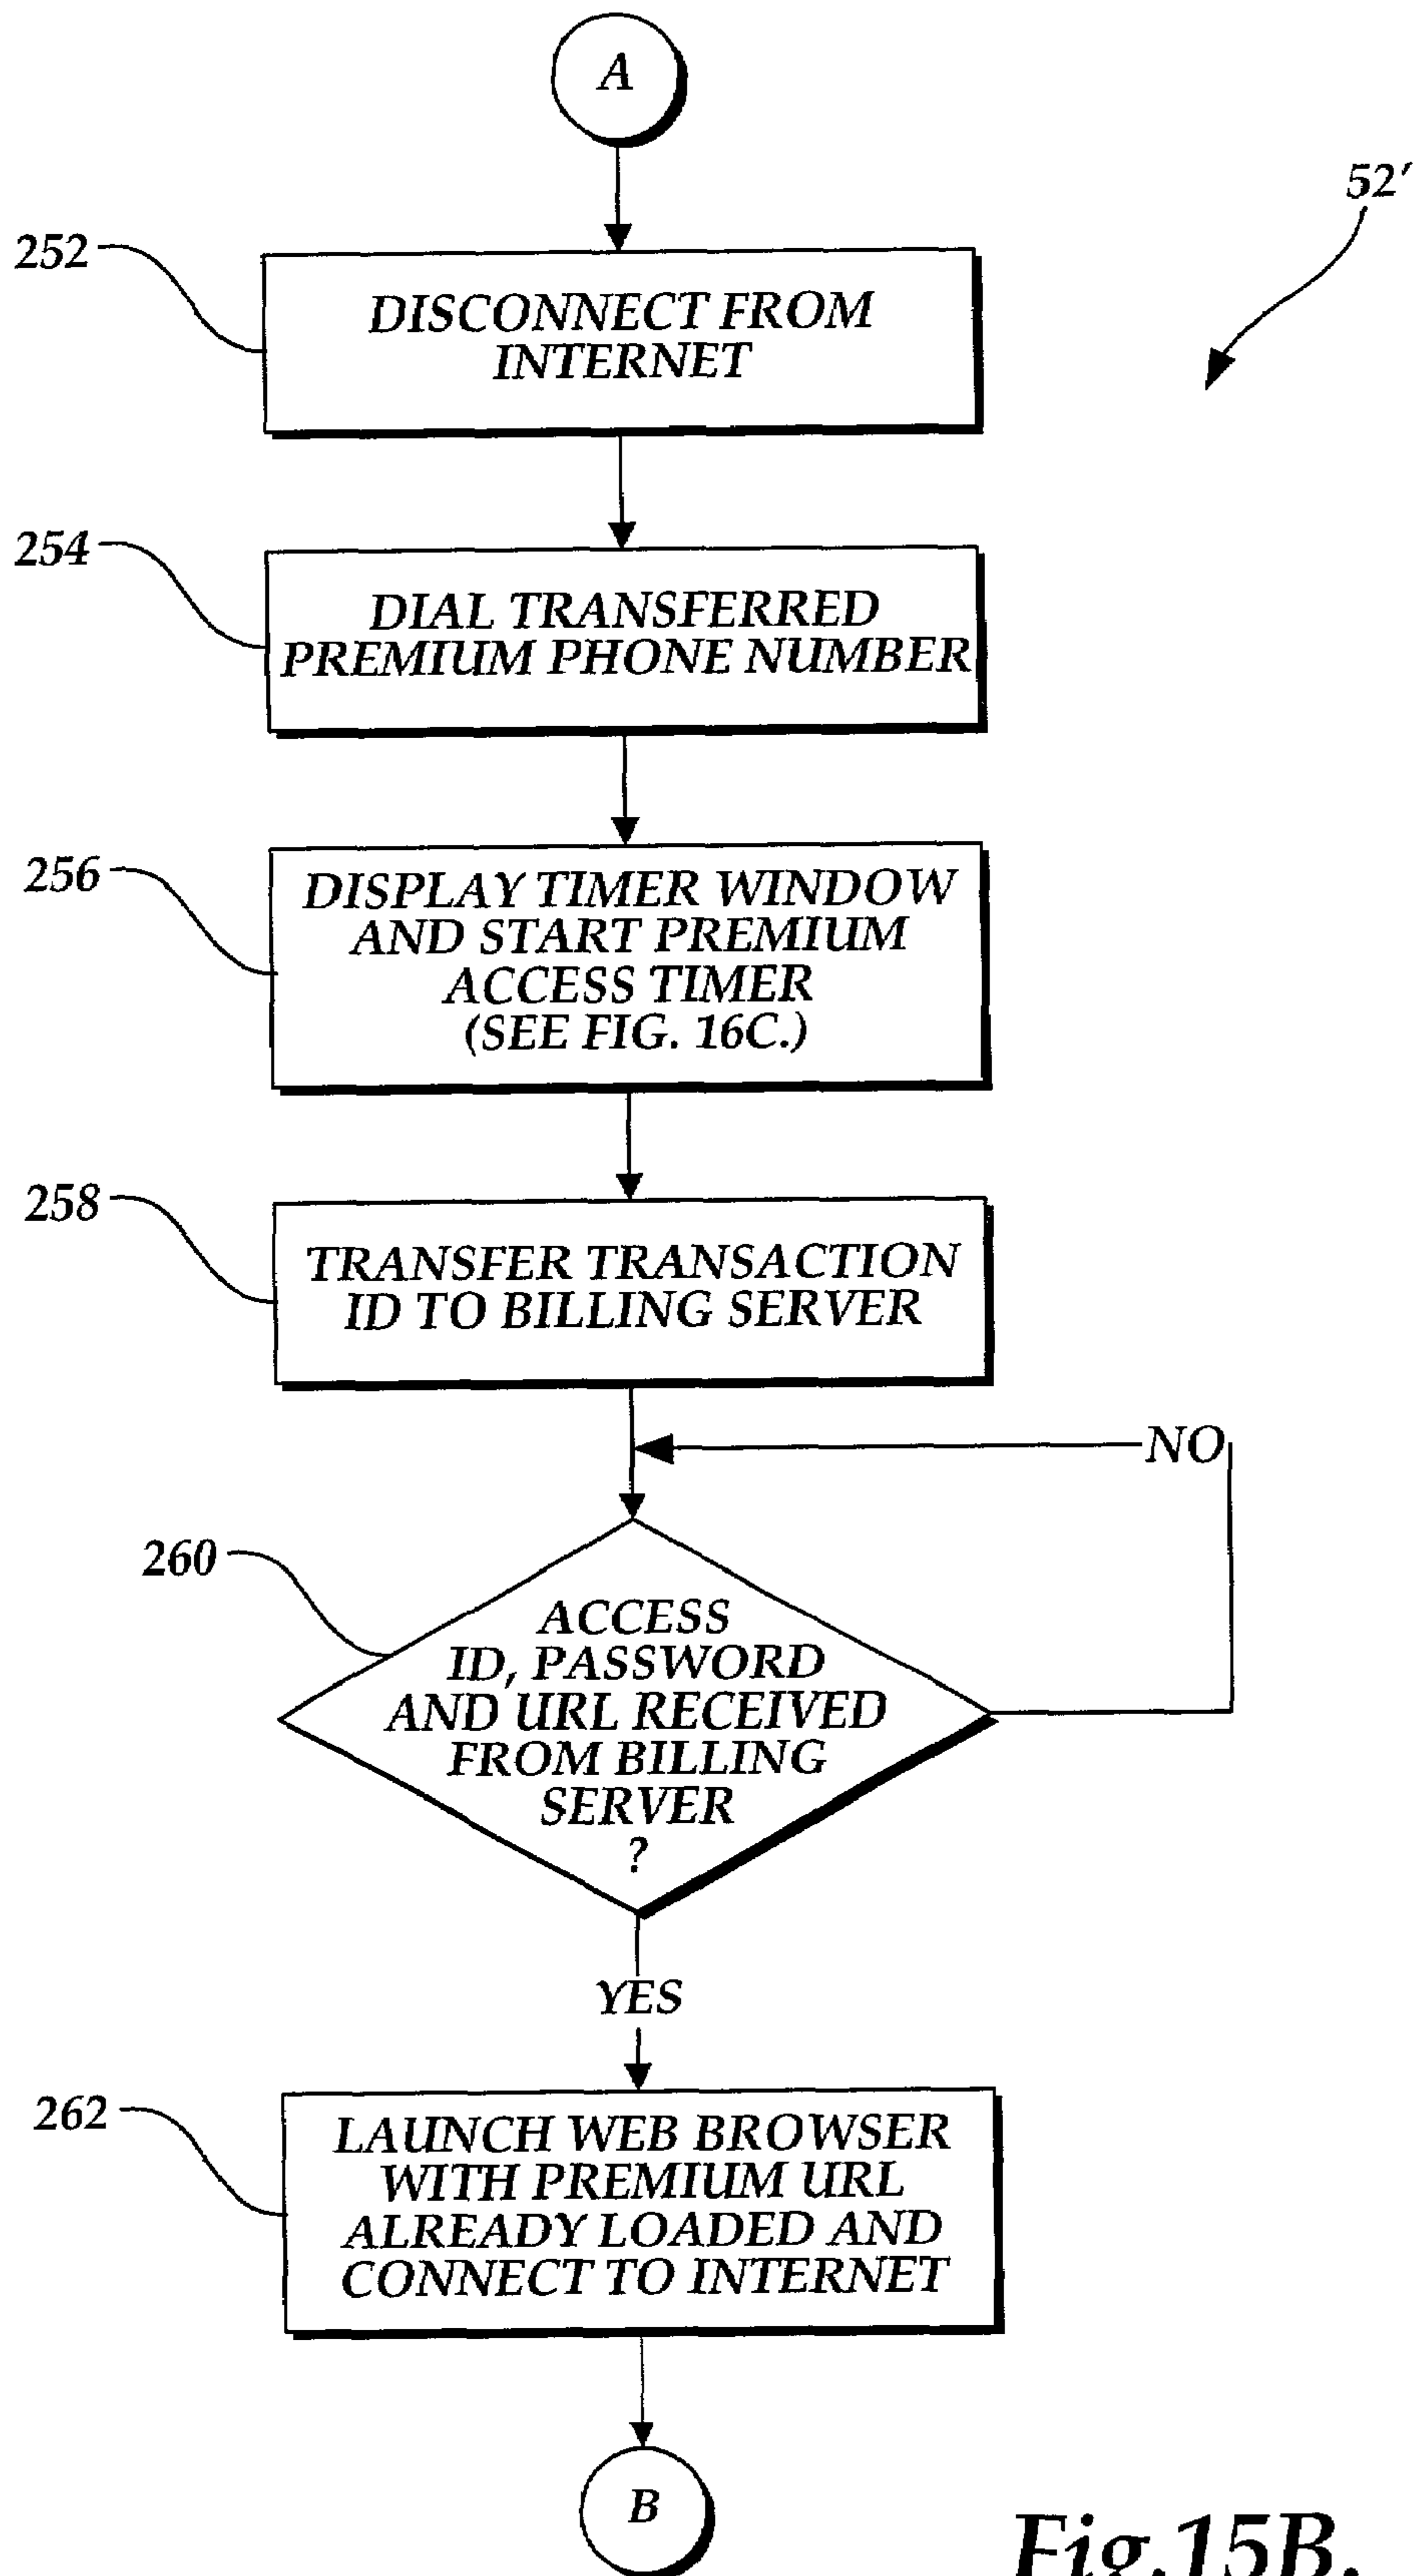 A
52'
252
DISCONNECT FROM
INTERNET
254
DIAL TRANSFERRED
PREMIUM PHONE NUMBER
256
DISPLAY TIMER WINDOW
AND START PREMIUM
ACCESS TIMER
(SEE FIG. 16C.)
258
TRANSFER TRANSACTION
ID TO BILLING SERVER
NO
260
ACCESS
ID, PASSWORD
AND URL RECEIVED
FROM BILLING
SERVER
?
YES
262
LAUNCH WEB BROWSER
WITH PREMIUM URL
ALREADY LOADED AND
CONNECT TO INTERNET
B
Fig.15B.